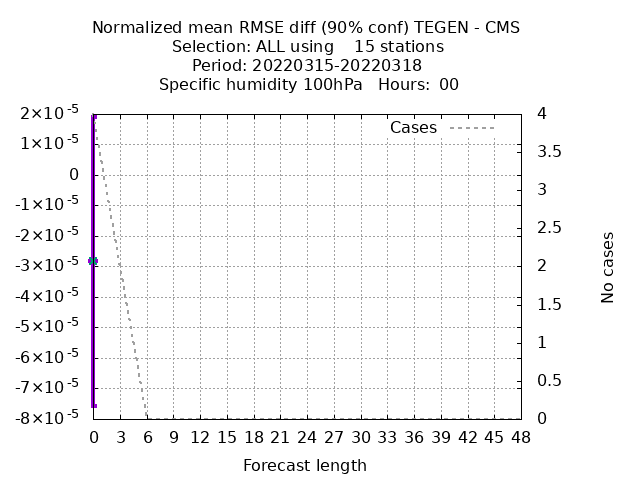 Normalized mean RMSE diff (90% conf) TEGEN - CMS
Selection: ALL using    15 stations
Period: 20220315-20220318
Specific humidity 100hPa   Hours:  00
Cases
2×10⁻⁵
1×10⁻⁵
0
-1×10⁻⁵
-2×10⁻⁵
-3×10⁻⁵
-4×10⁻⁵
-5×10⁻⁵
-6×10⁻⁵
-7×10⁻⁵
-8×10⁻⁵
4
3.5
3
2.5
2
1.5
1
0.5
0
No cases
0 3 6 9 12 15 18 21 24 27 30 33 36 39 42 45 48
Forecast length